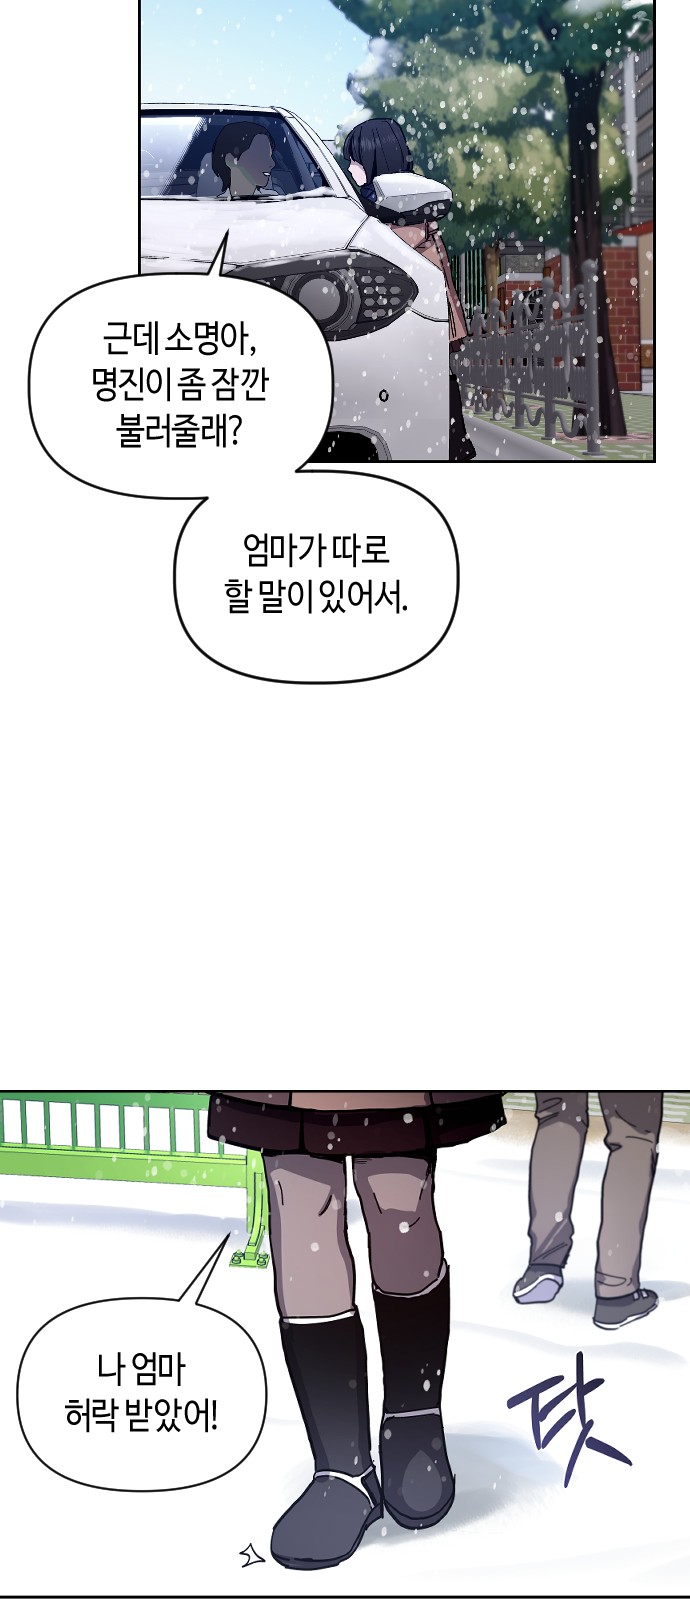 근데 소명아,
명진이 좀 잠깐
불러줄래?
엄마가 따로
할 말이 있어서.
나 엄마
허락 받았어!
탓